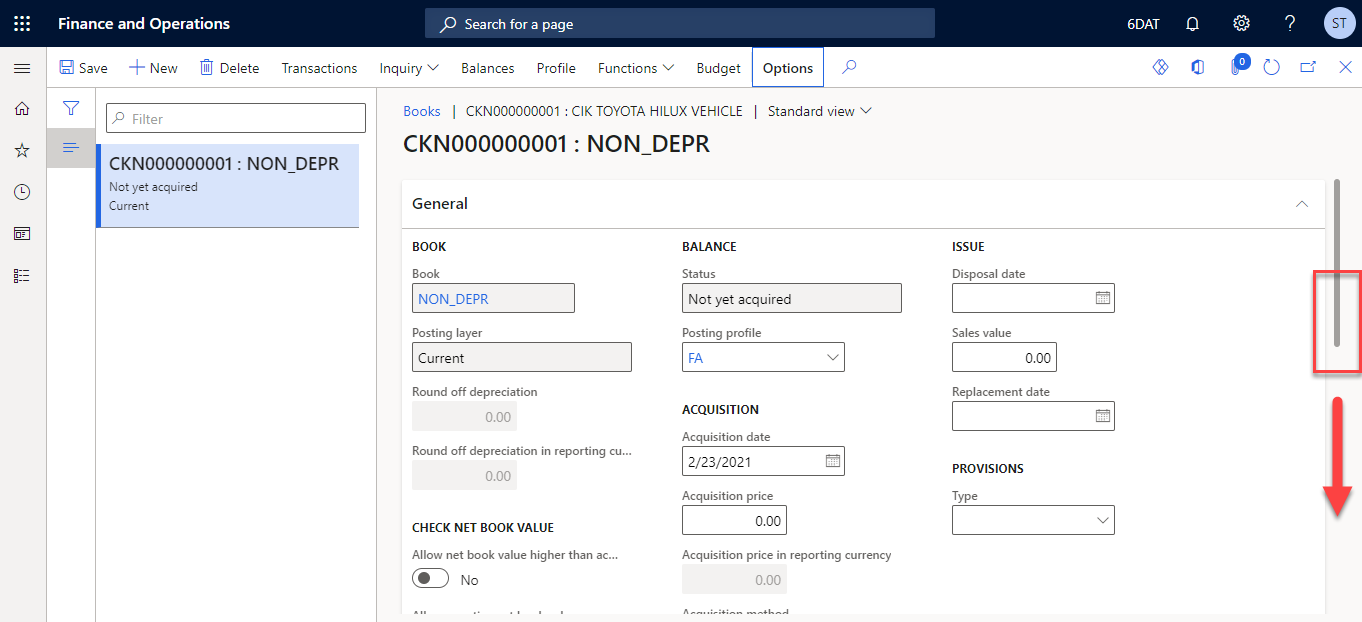 Finance and Operations
Search for a page
6DAT
?
ST
Save
New
Delete
Transactions
Inquiry
Balances
Profile
Functions
Budget
Options
0
Filter
CKN000000001 : NON_DEPR
Not yet acquired
Current
Books | CKN000000001 : CIK TOYOTA HILUX VEHICLE | Standard view
CKN000000001 : NON_DEPR
General
BOOK
Book
NON_DEPR
Posting layer
Current
Round off depreciation
0.00
Round off depreciation in reporting cu...
0.00
CHECK NET BOOK VALUE
Allow net book value higher than ac...
No
BALANCE
Status
Not yet acquired
Posting profile
FA
ACQUISITION
Acquisition date
2/23/2021
Acquisition price
0.00
Acquisition price in reporting currency
0.00
Acquisition method
ISSUE
Disposal date
Sales value
0.00
Replacement date
PROVISIONS
Type